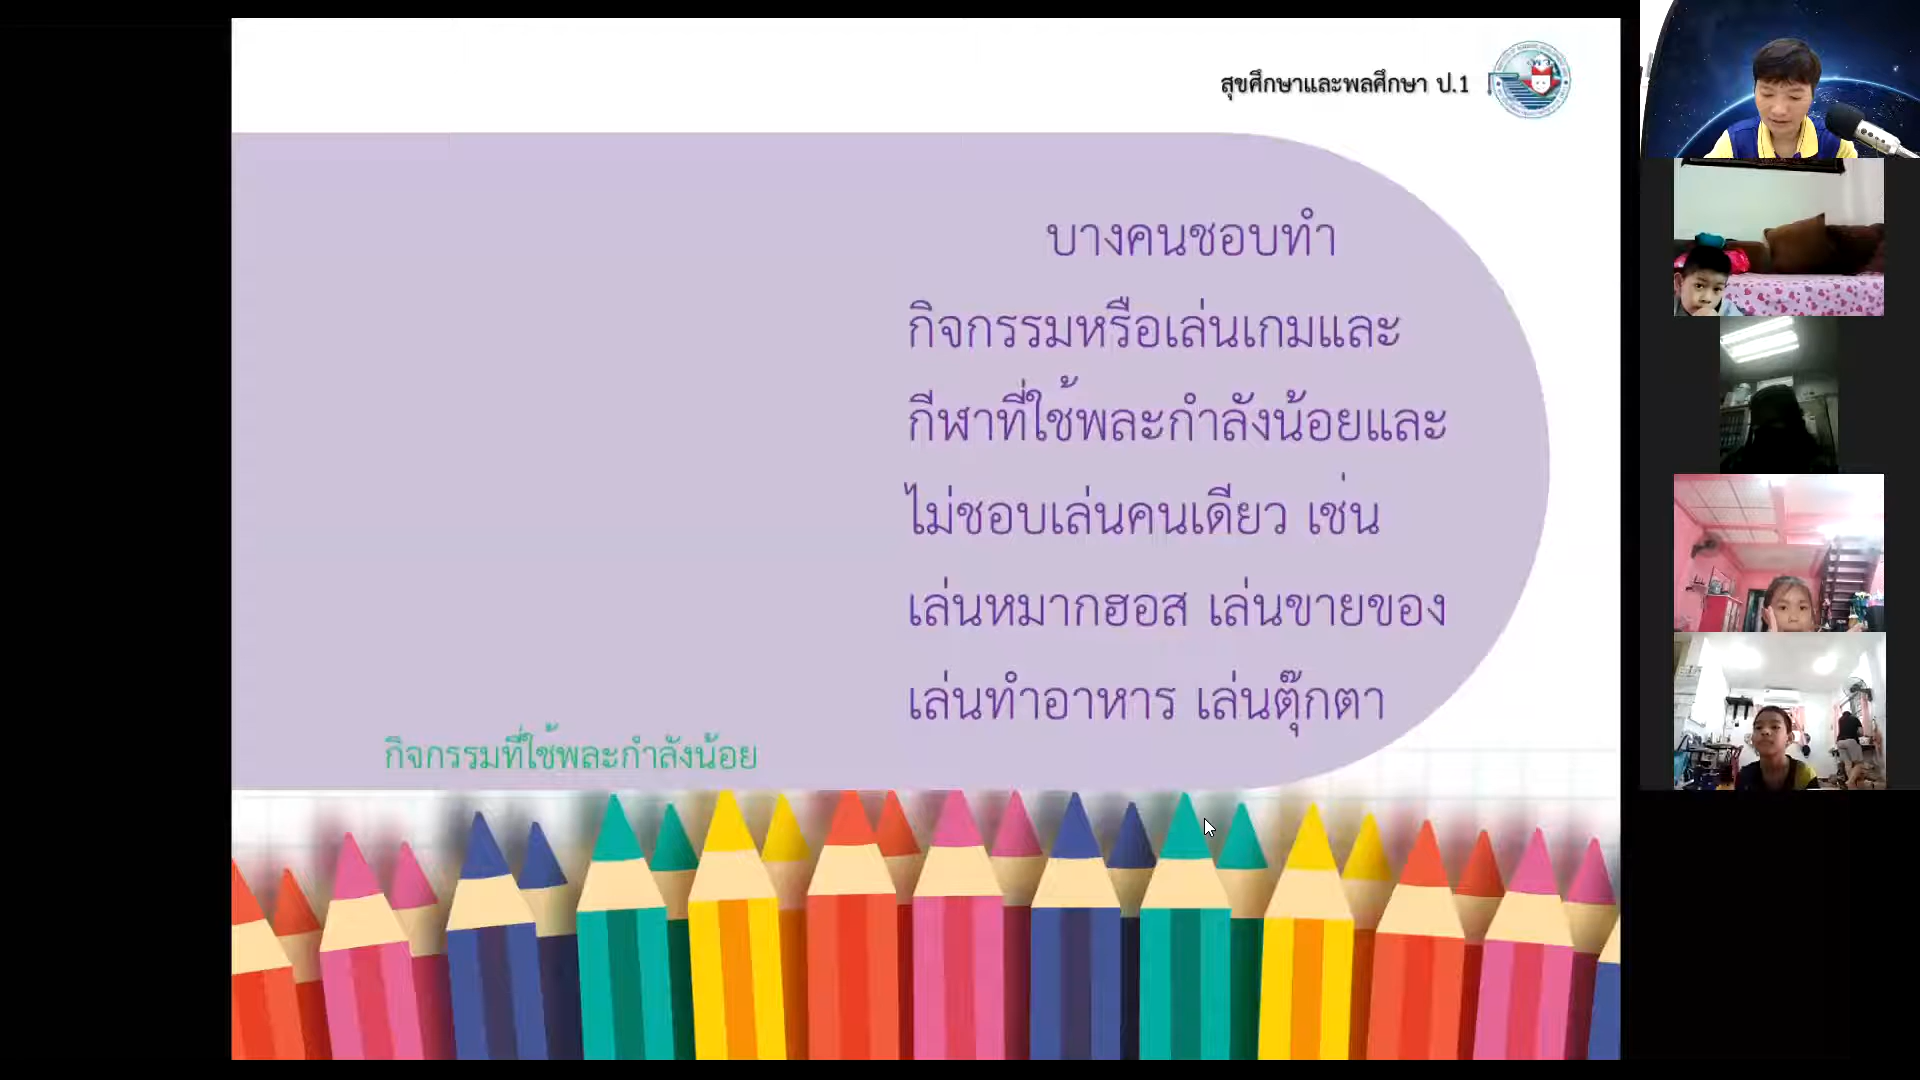 สุขศึกษาและพลศึกษา ป.1
บางคนชอบทำ
กิจกรรมหรือเล่นเกมและ
กีฬาที่ใช้พละกำลังน้อยและ
ไม่ชอบเล่นคนเดียว เช่น
เล่นหมากฮอส เล่นขายของ
เล่นทำอาหาร เล่นตุ๊กตา
กิจกรรมที่ใช้พละกำลังน้อย